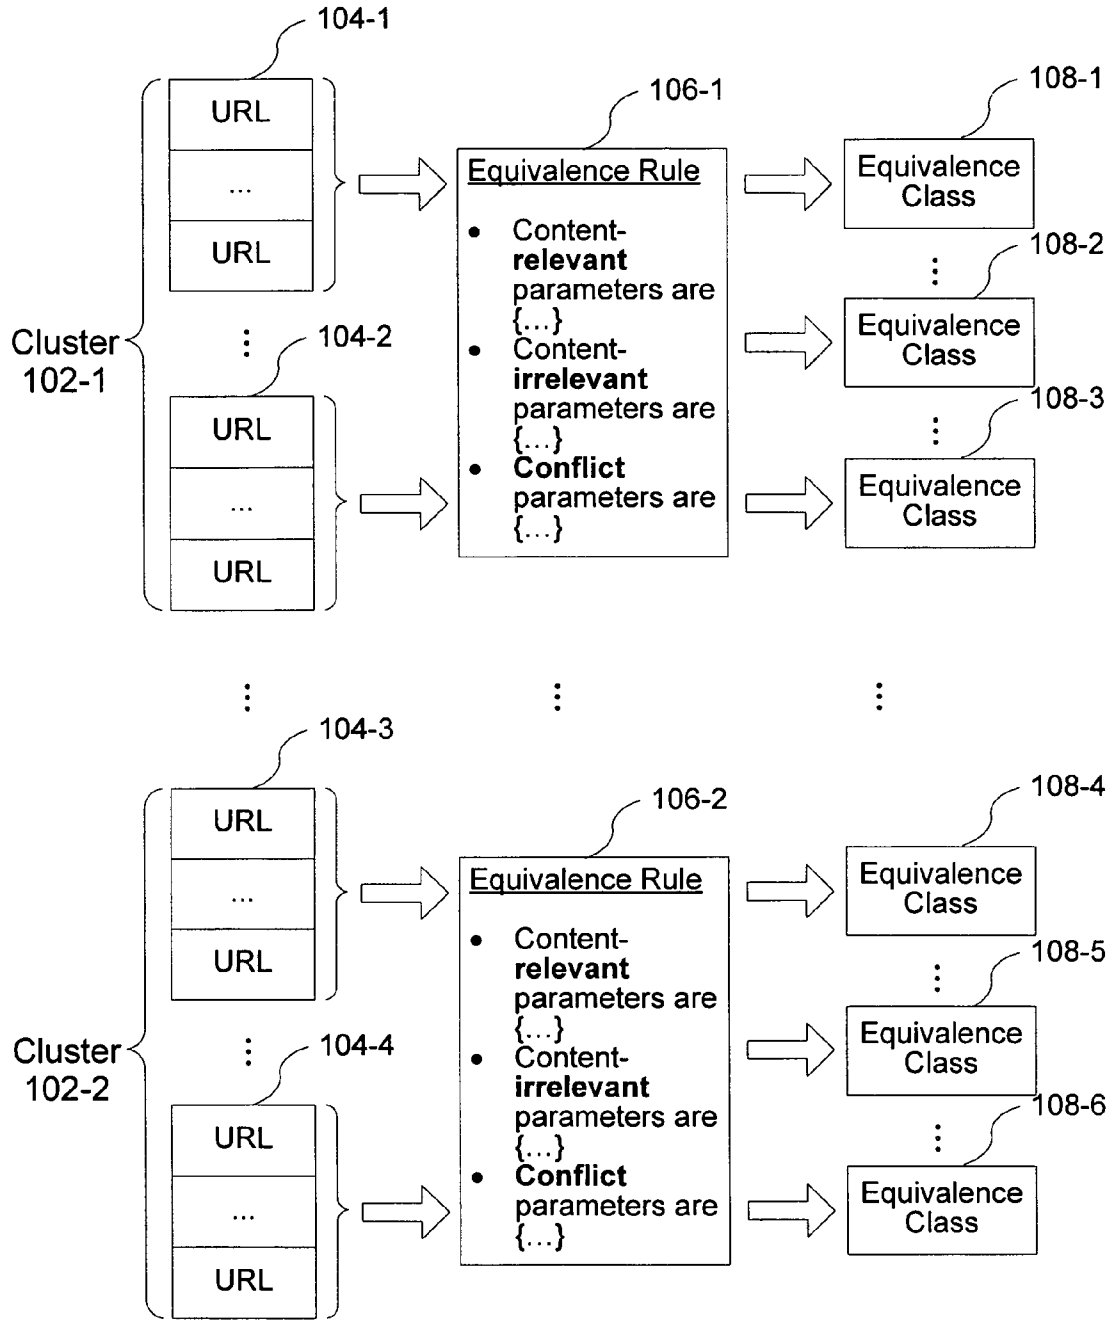 104-1
URL
...
URL
Cluster
102-1
104-2
URL
...
URL
106-1
Equivalence Rule
• Content-
relevant
parameters are
{...}
• Content-
irrelevant
parameters are
{...}
• Conflict
parameters are
{...}
108-1
Equivalence
Class
108-2
Equivalence
Class
108-3
Equivalence
Class
104-3
URL
...
URL
Cluster
102-2
104-4
URL
...
URL
106-2
Equivalence Rule
• Content-
relevant
parameters are
{...}
• Content-
irrelevant
parameters are
{...}
• Conflict
parameters are
{...}
108-4
Equivalence
Class
108-5
Equivalence
Class
108-6
Equivalence
Class